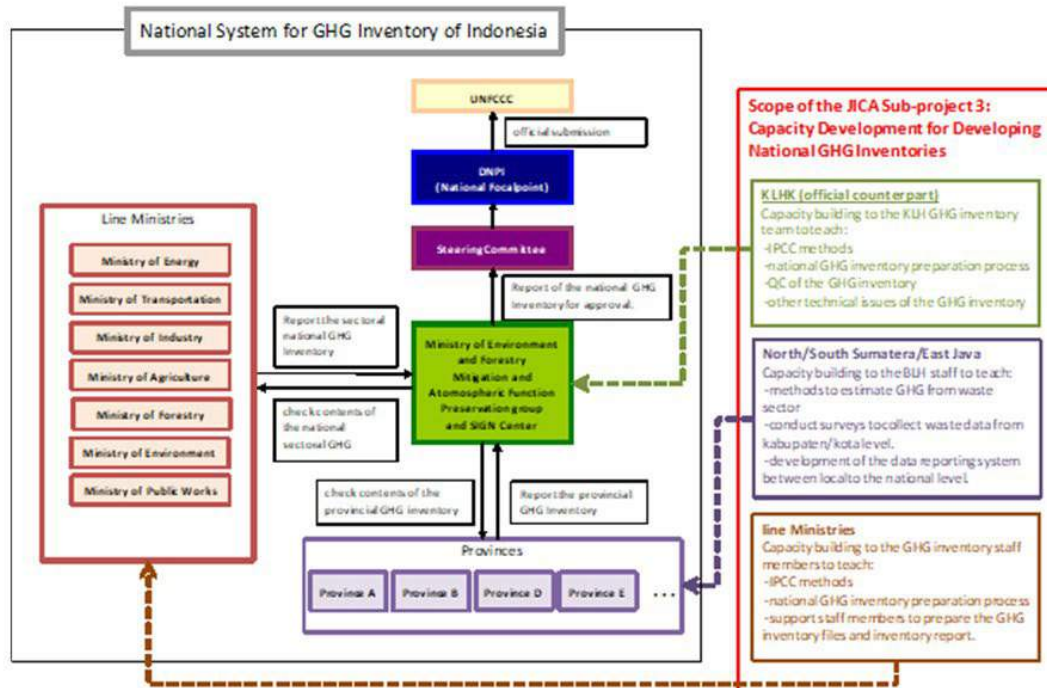 National System for GHG Inventory of Indonesia
UNFCCC
official submission
DNPI
(National Focalpoint)
Steering Committee
Report of the national GHG
Inventory for approval.
Line Ministries
Ministry of Energy
Ministry of Transportation
Ministry of Industry
Ministry of Agriculture
Ministry of Forestry
Ministry of Environment
Ministry of Public Works
Report the sectoral
national GHG
Inventory
check contents of
the national
sectoral GHG
Ministry of Environment
and Forestry
Mitigation and
Atomospheric Function
Preservation group
and SIGN Center
check contents of the
provincial GHG inventory
Report the provincial
GHG Inventory
Provinces
Province A
Province B
Province D
Province E
...
Scope of the JICA Sub-project 3:
Capacity Development for Developing
National GHG Inventories
KLHK (official counterpart)
Capacity building to the KLH GHG inventory
team to teach:
-IPCC methods
-national GHG inventory preparation process
-QC of the GHG inventory
-other technical issues of the GHG inventory
North/South Sumatera/East Java
Capacity building to the BLH staff to teach:
-methods to estimate GHG from waste
sector
-conduct surveys to collect waste data from
kabupaten/kota level.
-development of the data reporting system
between local to the national level.
line Ministries
Capacity building to the GHG inventory staff
members to teach:
-IPCC methods
-national GHG inventory preparation process
-support staff members to prepare the GHG
inventory files and inventory report.